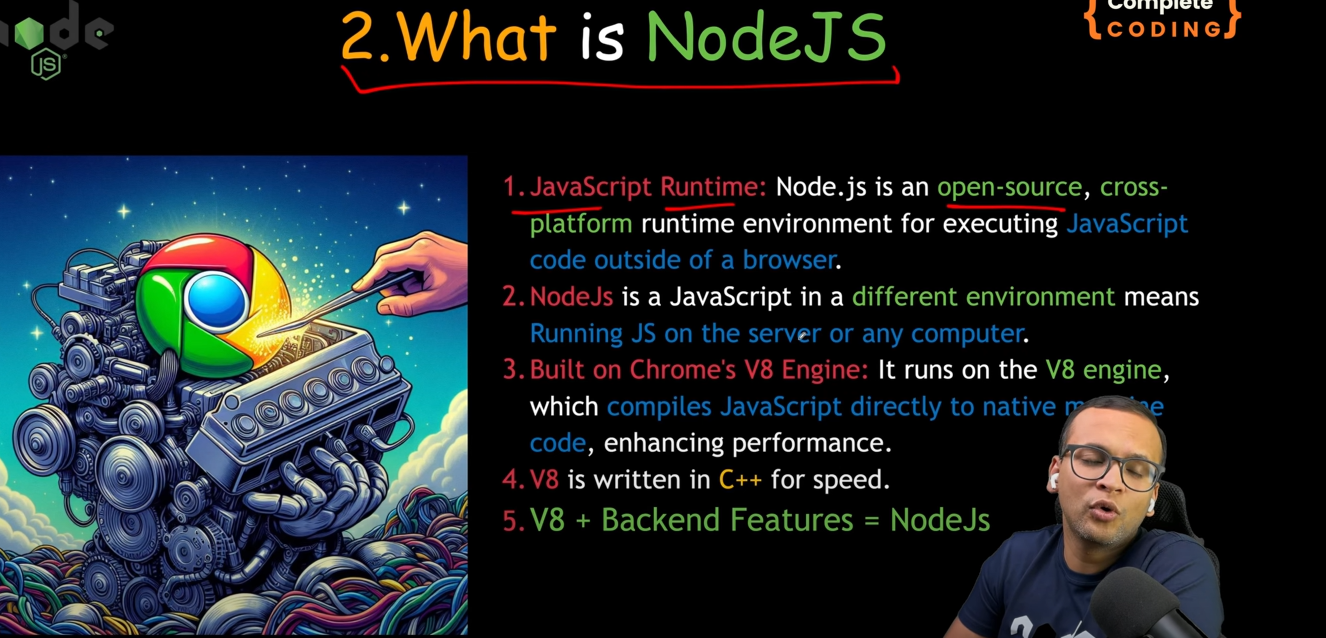 node
JS
2.What is NodeJS
Complete
CODING
1. JavaScript Runtime: Node.js is an open-source, cross-
platform runtime environment for executing JavaScript
code outside of a browser.
2. NodeJs is a JavaScript in a different environment means
Running JS on the server or any computer.
3. Built on Chrome's V8 Engine: It runs on the V8 engine,
which compiles JavaScript directly to native
code, enhancing performance.
4. V8 is written in C++ for speed.
5. V8 + Backend Features = NodeJs